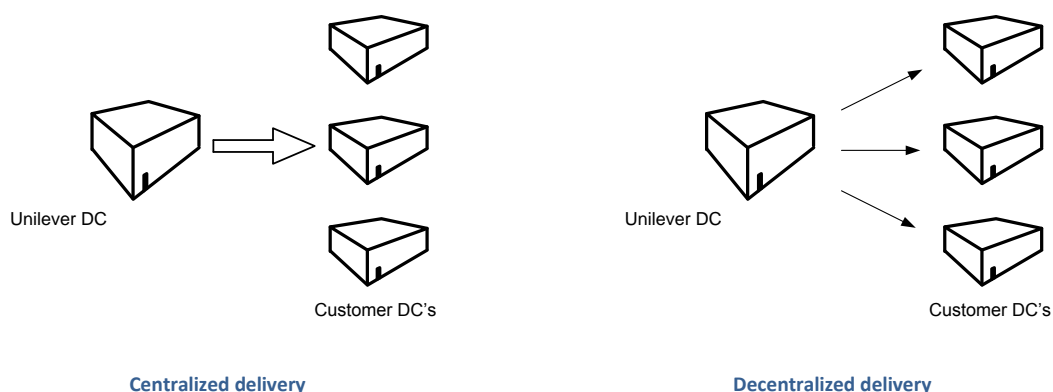 Unilever DC
Customer DC's
Centralized delivery
Unilever DC
Customer DC's
Decentralized delivery